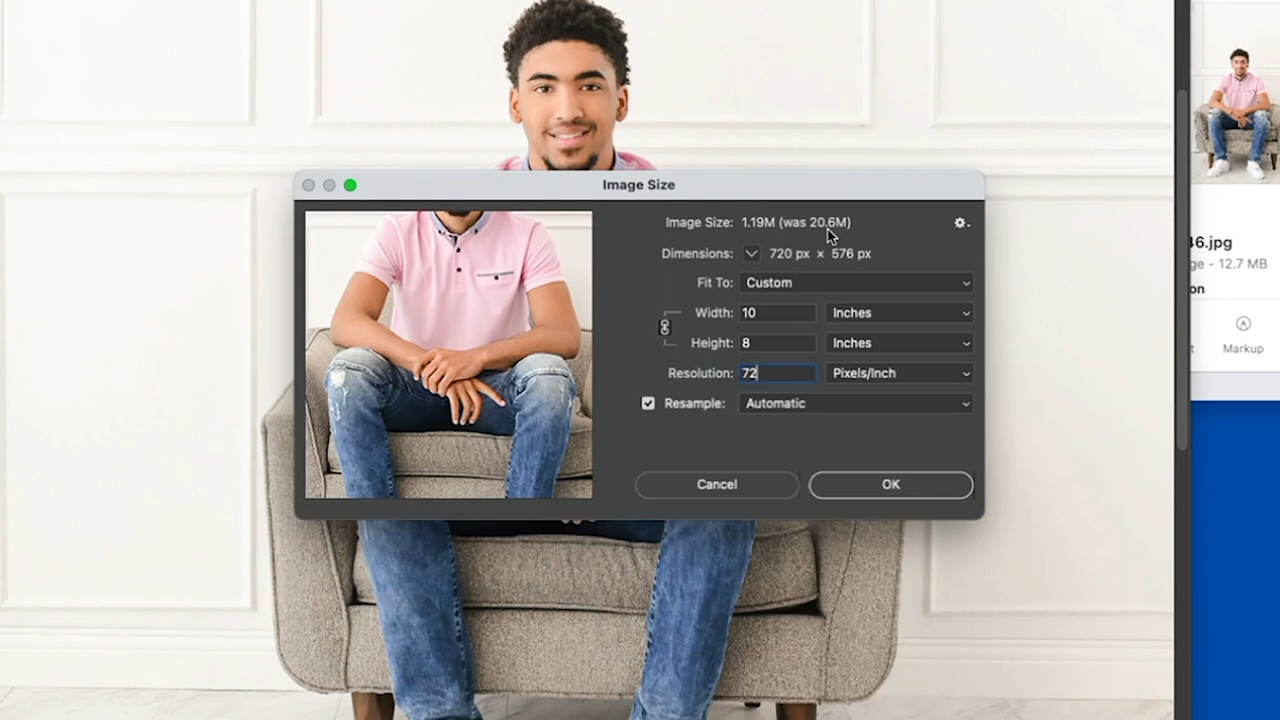 Image Size
Image Size: 1.19M (was 20.6M)
Dimensions: 720 px × 576 px
Fit To: Custom
Width: 10 Inches
Height: 8 Inches
Resolution: 72 Pixels/Inch
Resample: Automatic
Cancel OK
46.jpg
ge - 12.7 MB
on
t Markup